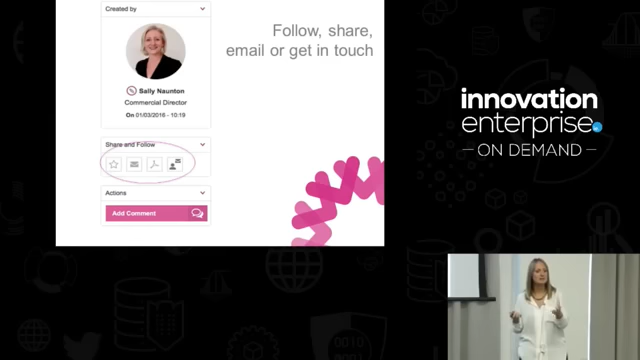 Created by
Sally Naunton
Commercial Director
On 01/03/2016 - 10:19
Share and Follow
Actions
Add Comment
Follow, share,
email or get in touch
innovation
enterprise
ON DEMAND